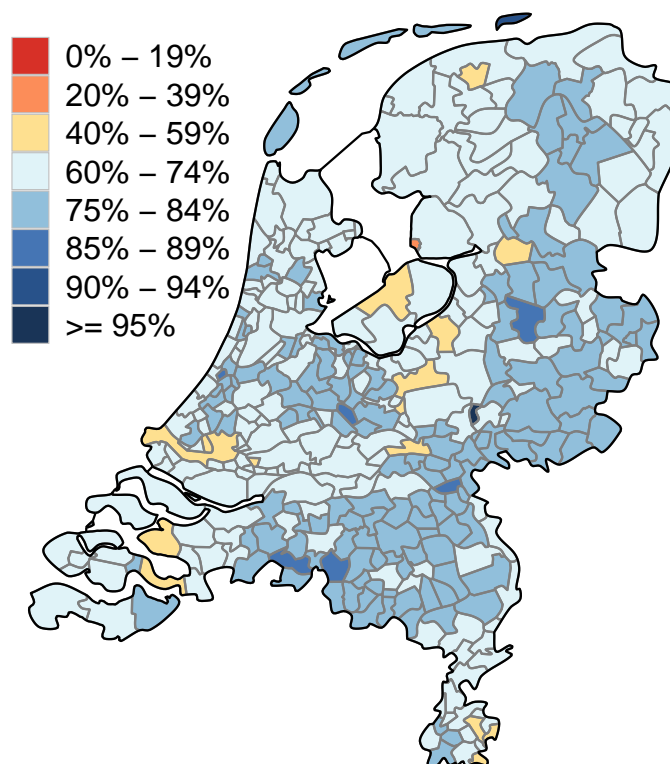 0% – 19%
20% – 39%
40% – 59%
60% – 74%
75% – 84%
85% – 89%
90% – 94%
>= 95%